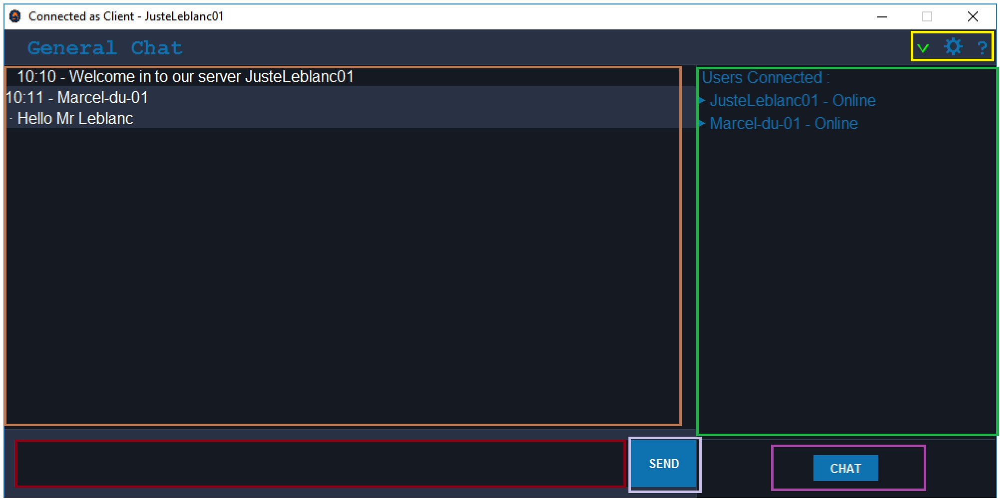 Connected as Client - JusteLeblanc01
General Chat
?
10:10 - Welcome in to our server JusteLeblanc01
10:11 - Marcel-du-01
· Hello Mr Leblanc
Users Connected :
JusteLeblanc01 - Online
Marcel-du-01 - Online
SEND
CHAT